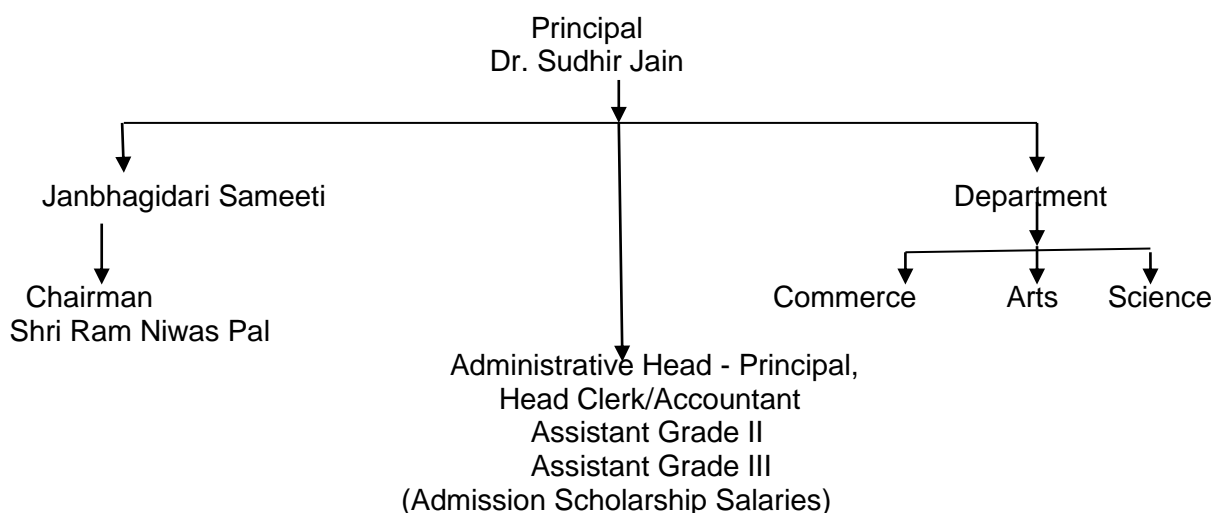 Principal
Dr. Sudhir Jain
Janbhagidari Sameeti
Department
Chairman
Shri Ram Niwas Pal
Commerce Arts Science
Administrative Head - Principal,
Head Clerk/Accountant
Assistant Grade II
Assistant Grade III
(Admission Scholarship Salaries)